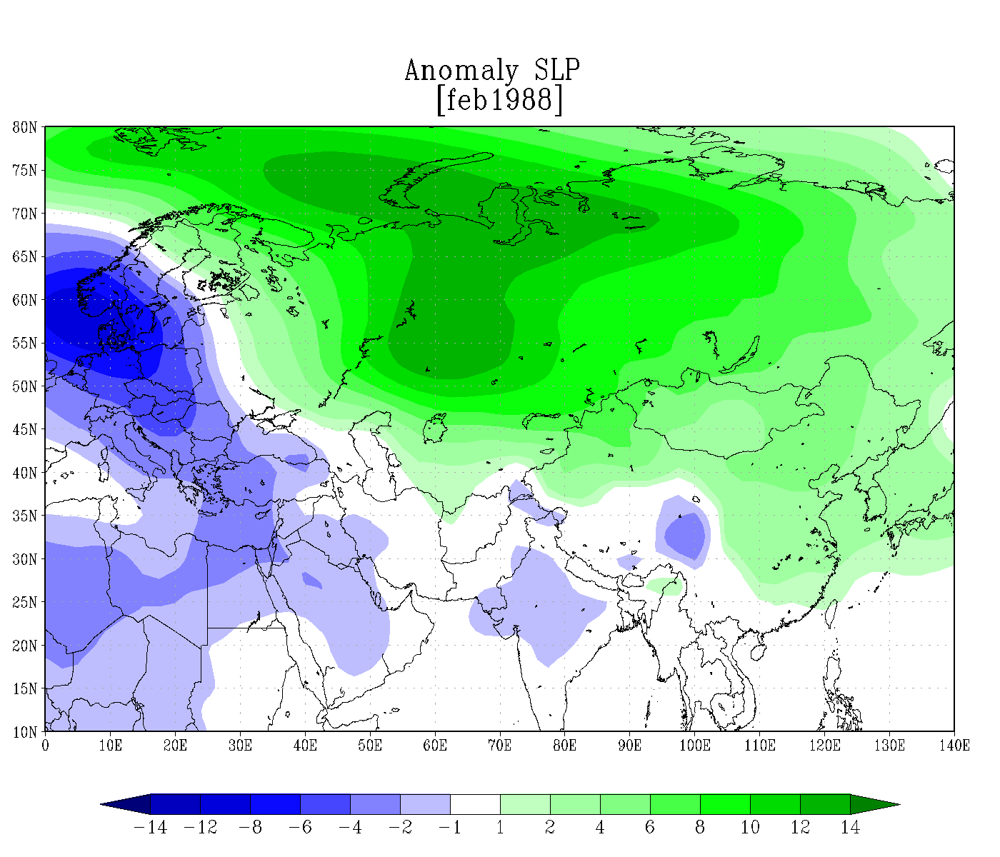 Anomaly SLP
[feb1988]
80N
75N
70N
65N
60N
55N
50N
45N
40N
35N
30N
25N
20N
15N
10N
0 10E 20E 30E 40E 50E 60E 70E 80E 90E 100E 110E 120E 130E 140E
-14 -12 -8 -6 -4 -2 -1 1 2 4 6 8 10 12 14